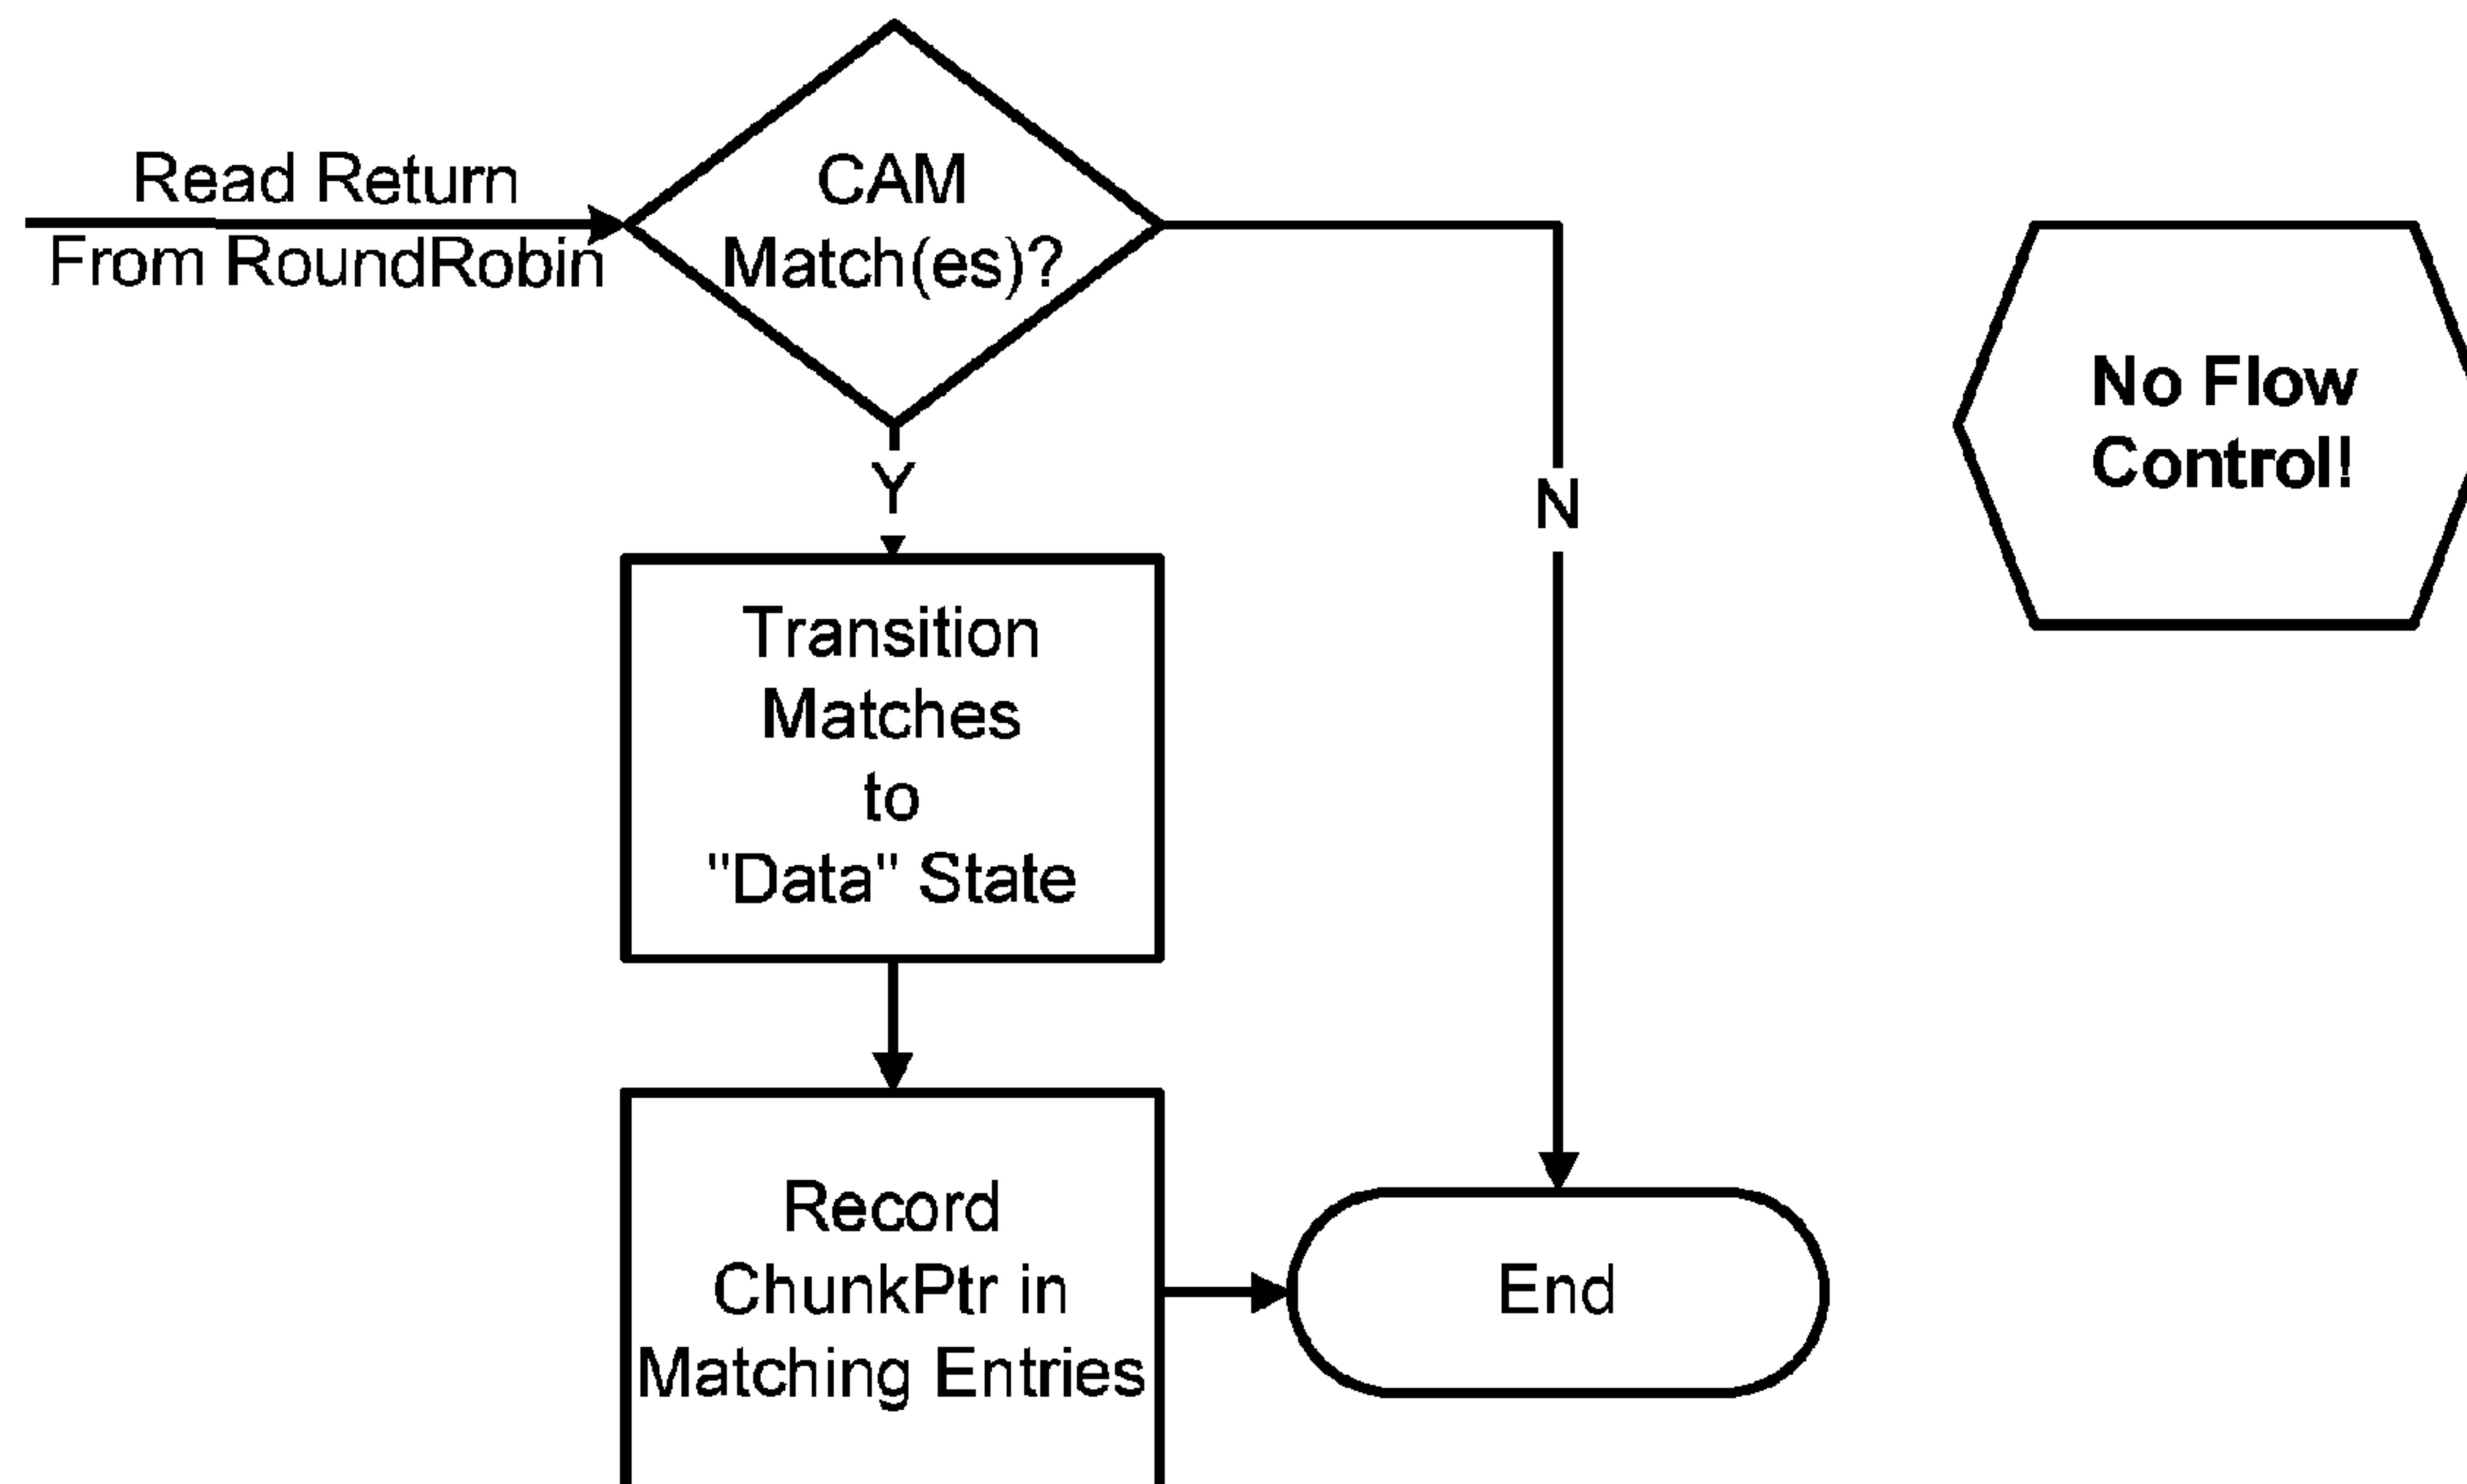 Read Return
From RoundRobin
CAM
Match(es)?
Y
N
No Flow
Control!
Transition
Matches
to
"Data" State
Record
ChunkPtr in
Matching Entries
End